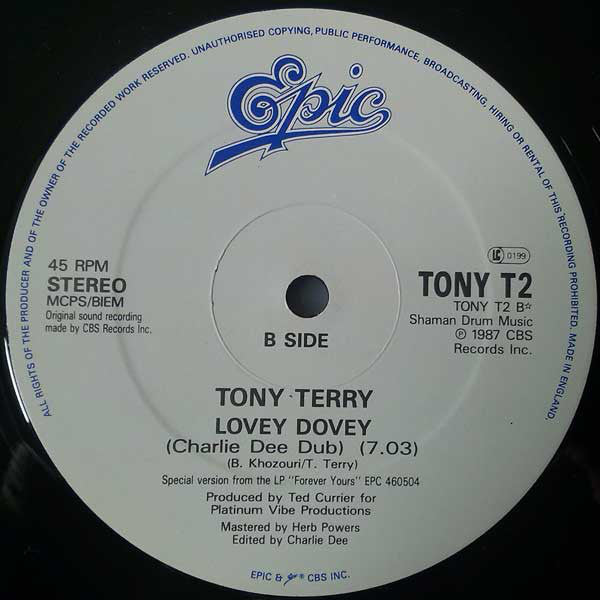 ALL RIGHTS OF THE PRODUCER AND OF THE OWNER OF THE RECORDED WORK RESERVED. UNAUTHORISED COPYING, PUBLIC PERFORMANCE, BROADCASTING, HIRING OR RENTAL OF THIS RECORDING PROHIBITED. MADE IN ENGLAND.
Epic
45 RPM
STEREO
MCPS/BIEM
Original sound recording
made by CBS Records Inc.
LC 0199
TONY T2
TONY T2 B☆
Shaman Drum Music
℗ 1987 CBS
Records Inc.
B SIDE
TONY TERRY
LOVEY DOVEY
(Charlie Dee Dub) (7.03)
(B. Khozouri/T. Terry)
Special version from the LP "Forever Yours" EPC 460504
Produced by Ted Currier for
Platinum Vibe Productions
Mastered by Herb Powers
Edited by Charlie Dee
EPIC & Epic ® CBS INC.